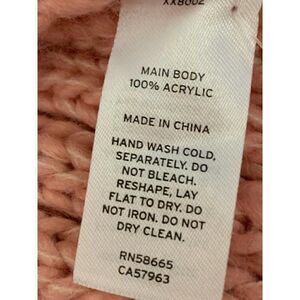 XX8002
MAIN BODY
100% ACRYLIC
MADE IN CHINA
HAND WASH COLD,
SEPARATELY. DO
NOT BLEACH.
RESHAPE, LAY
FLAT TO DRY. DO
NOT IRON. DO NOT
DRY CLEAN.
RN58665
CA57963